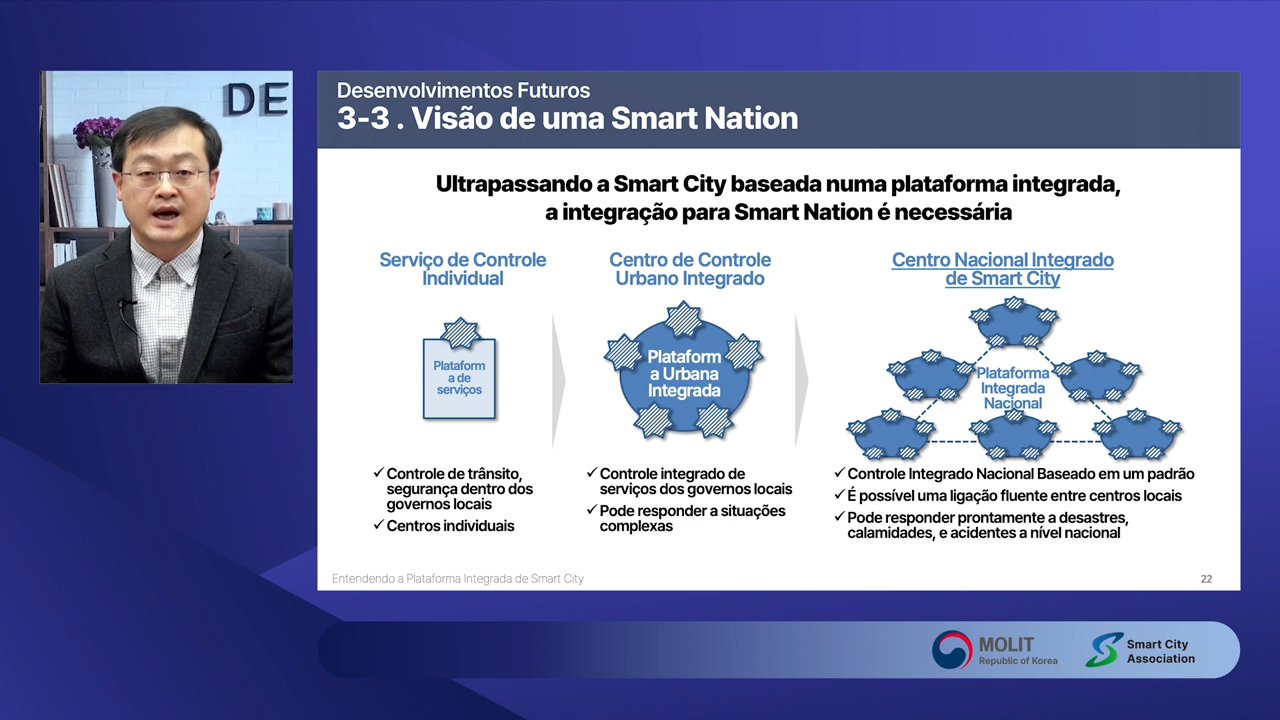 DE
Desenvolvimentos Futuros
3-3 . Visão de uma Smart Nation
Ultrapassando a Smart City baseada numa plataforma integrada,
a integração para Smart Nation é necessária
Serviço de Controle
Individual
Plataform
a de
serviços
Controle de trânsito,
segurança dentro dos
governos locais
Centros individuais
Centro de Controle
Urbano Integrado
Plataform
a Urbana
Integrada
Controle integrado de
serviços dos governos locais
Pode responder a situações
complexas
Centro Nacional Integrado
de Smart City
Plataforma
Integrada
Nacional
Controle Integrado Nacional Baseado em um padrão
É possível uma ligação fluente entre centros locais
Pode responder prontamente a desastres,
calamidades, e acidentes a nível nacional
Entendendo a Plataforma Integrada de Smart City
22
MOLIT
Republic of Korea
Smart City
Association